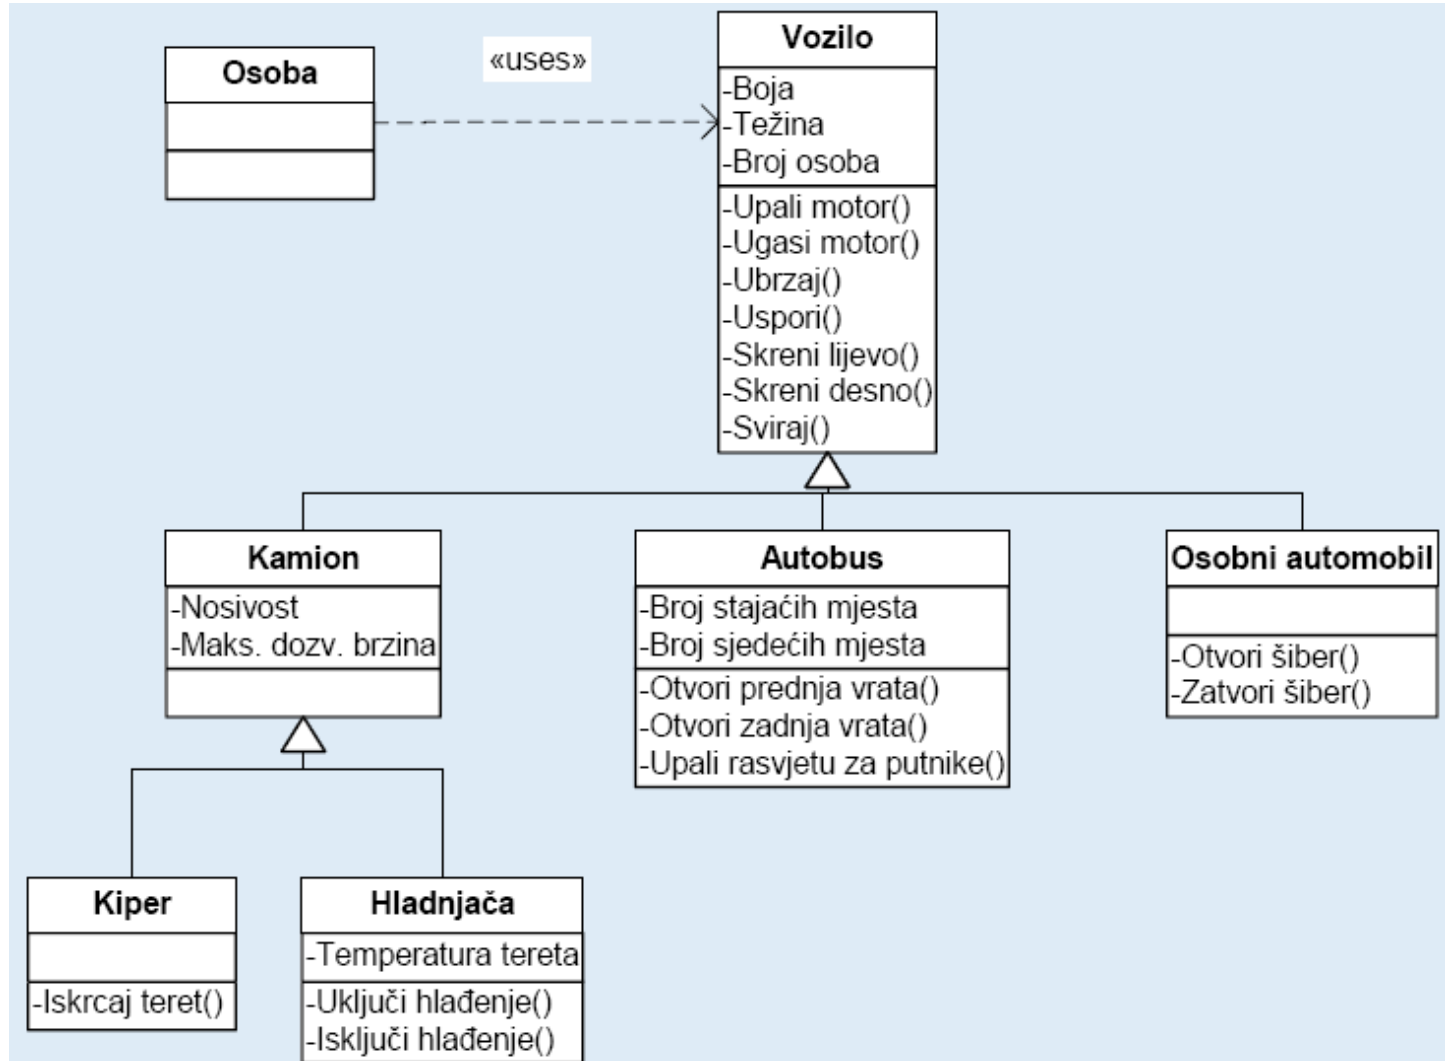 Osoba
«uses»
Vozilo
-Boja
-Težina
-Broj osoba
-Upali motor()
-Ugasi motor()
-Ubrzaj()
-Uspori()
-Skreni lijevo()
-Skreni desno()
-Sviraj()
Kamion
-Nosivost
-Maks. dozv. brzina
Autobus
-Broj stajaćih mjesta
-Broj sjedećih mjesta
-Otvori prednja vrata()
-Otvori zadnja vrata()
-Upali rasvjetu za putnike()
Osobni automobil
-Otvori šiber()
-Zatvori šiber()
Kiper
-Iskrcaj teret()
Hladnjača
-Temperatura tereta
-Uključi hlađenje()
-Isključi hlađenje()